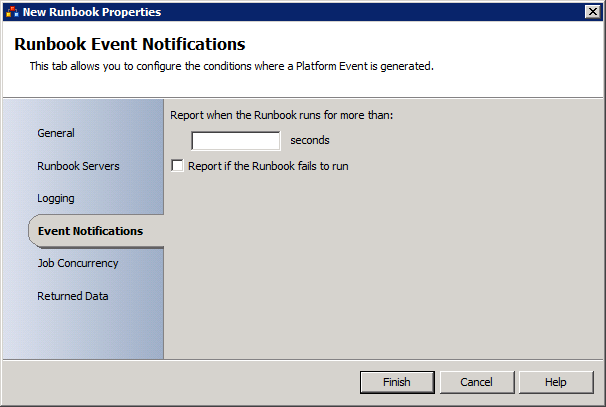 New Runbook Properties
Runbook Event Notifications
This tab allows you to configure the conditions where a Platform Event is generated.
General
Runbook Servers
Logging
Event Notifications
Job Concurrency
Returned Data
Report when the Runbook runs for more than:
seconds
Report if the Runbook fails to run
Finish
Cancel
Help